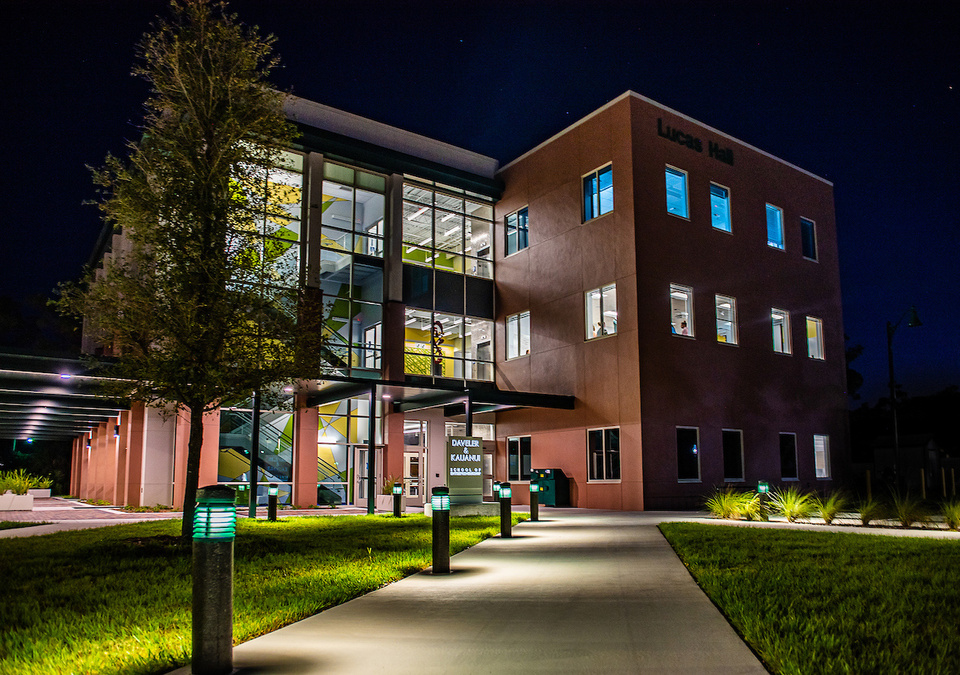 Lucas Hall
DAVELER
&
KAUANUI
SCHOOL OF